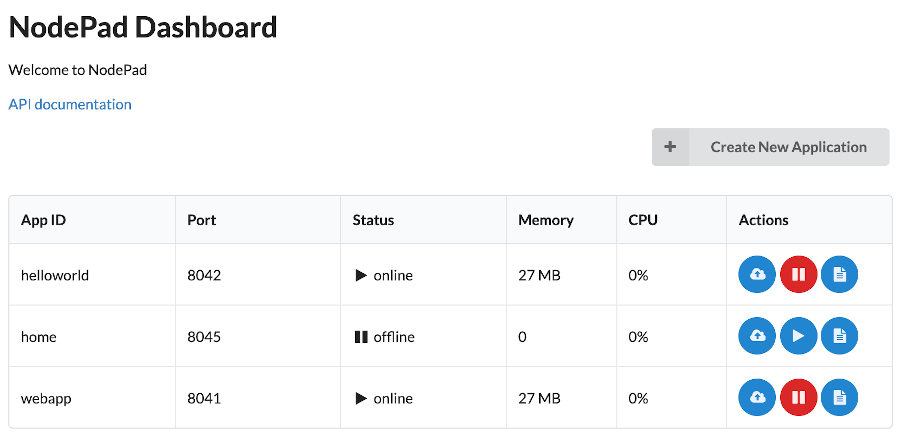 NodePad Dashboard
Welcome to NodePad
API documentation
Create New Application
App ID Port Status Memory CPU Actions
helloworld 8042 online 27 MB 0%
home 8045 offline 0 0%
webapp 8041 online 27 MB 0%